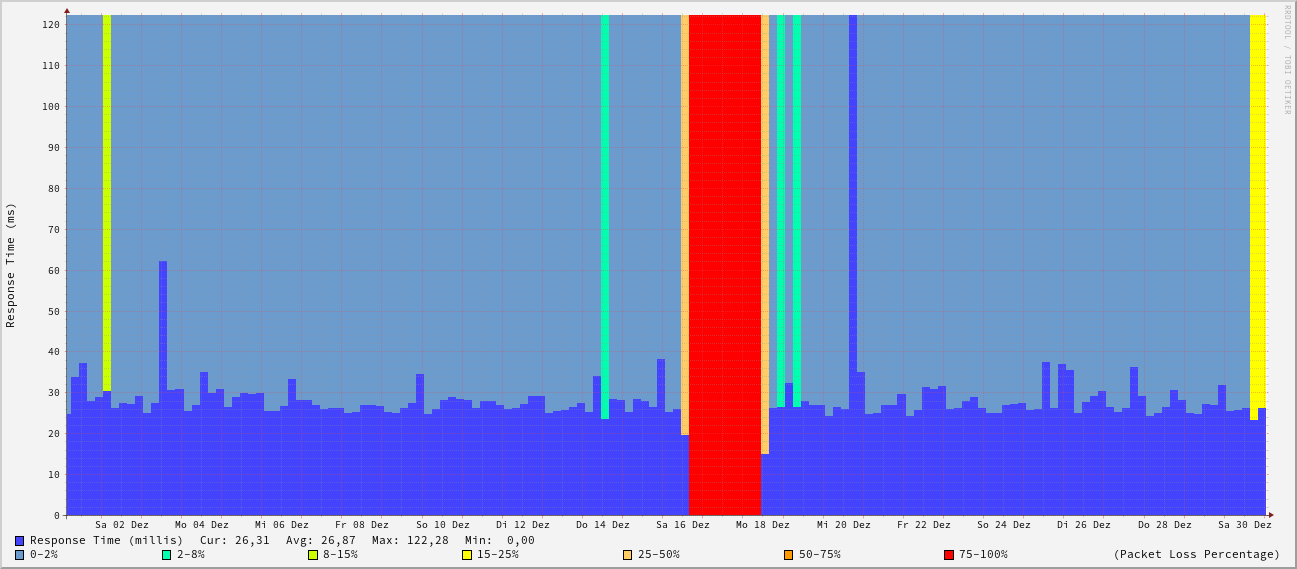 RRDTOOL / TOBI OETIKER
Response Time (ms)
120
110
100
90
80
70
60
50
40
30
20
10
0
Sa 02 Dez Mo 04 Dez Mi 06 Dez Fr 08 Dez So 10 Dez Di 12 Dez Do 14 Dez Sa 16 Dez Mo 18 Dez Mi 20 Dez Fr 22 Dez So 24 Dez Di 26 Dez Do 28 Dez Sa 30 Dez
Response Time (millis) Cur: 26,31 Avg: 26,87 Max: 122,28 Min: 0,00
0-2% 2-8% 8-15% 15-25% 25-50% 50-75% 75-100% (Packet Loss Percentage)